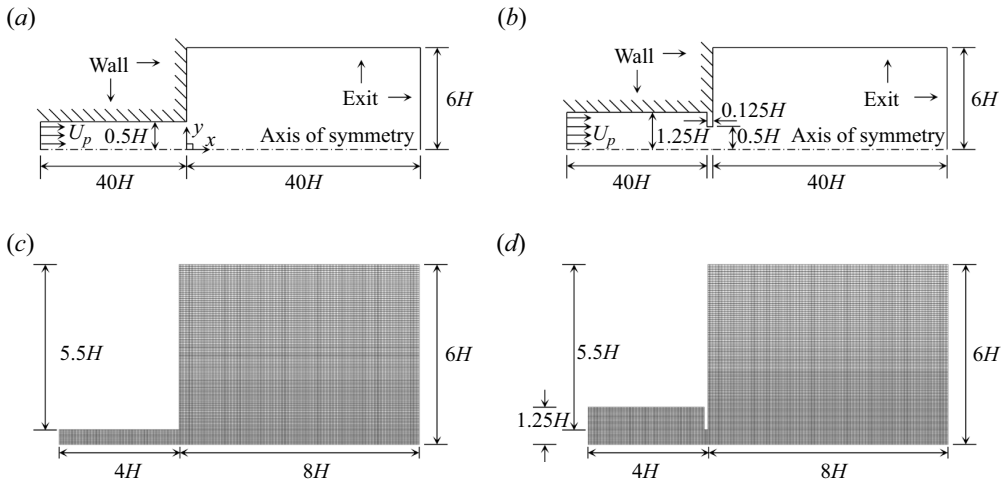 (a)
Wall
U_p
0.5H
y
x
Exit
Axis of symmetry
6H
40H
40H
(b)
Wall
0.125H
U_p
1.25H
0.5H
Exit
Axis of symmetry
6H
40H
40H
(c)
5.5H
6H
4H
8H
(d)
5.5H
1.25H
6H
4H
8H